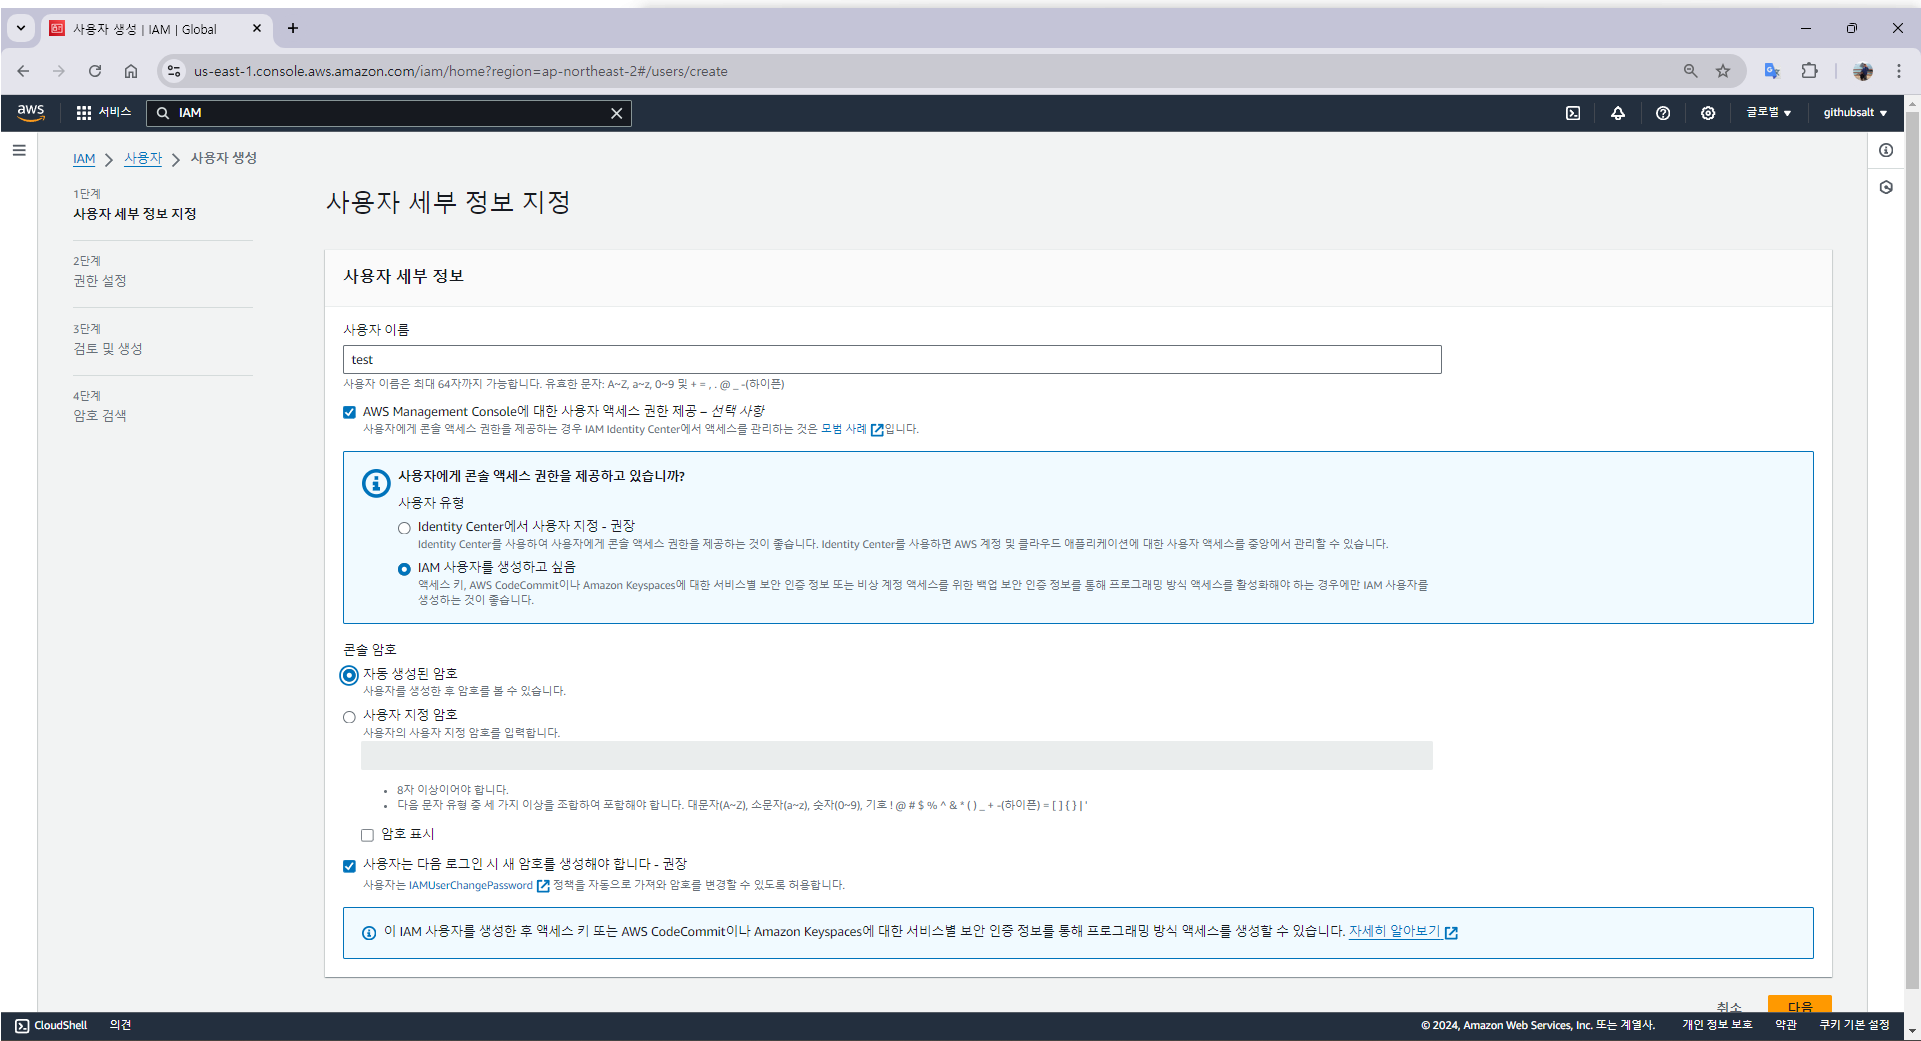 사용자 생성 | IAM | Global
us-east-1.console.aws.amazon.com/iam/home?region=ap-northeast-2#/users/create
aws
서비스
IAM
글로벌
githubsalt
IAM > 사용자 > 사용자 생성
1단계
사용자 세부 정보 지정
2단계
권한 설정
3단계
검토 및 생성
4단계
암호 검색
사용자 세부 정보 지정
사용자 세부 정보
사용자 이름
test
사용자 이름은 최대 64자까지 가능합니다. 유효한 문자: A~Z, a~z, 0~9 및 + = , . @ _ -(하이픈)
AWS Management Console에 대한 사용자 액세스 권한 제공 – 선택 사항
사용자에게 콘솔 액세스 권한을 제공하는 경우 IAM Identity Center에서 액세스를 관리하는 것은 모범 사례입니다.
사용자에게 콘솔 액세스 권한을 제공하고 있습니까?
사용자 유형
Identity Center에서 사용자 지정 - 권장
Identity Center를 사용하여 사용자에게 콘솔 액세스 권한을 제공하는 것이 좋습니다. Identity Center를 사용하면 AWS 계정 및 클라우드 애플리케이션에 대한 사용자 액세스를 중앙에서 관리할 수 있습니다.
IAM 사용자를 생성하고 싶음
액세스 키, AWS CodeCommit이나 Amazon Keyspaces에 대한 서비스별 보안 인증 정보 또는 비상 계정 액세스를 위한 백업 보안 인증 정보를 통해 프로그래밍 방식 액세스를 활성화해야 하는 경우에만 IAM 사용자를
생성하는 것이 좋습니다.
콘솔 암호
자동 생성된 암호
사용자를 생성한 후 암호를 볼 수 있습니다.
사용자 지정 암호
사용자의 사용자 지정 암호를 입력합니다.
• 8자 이상이어야 합니다.
• 다음 문자 유형 중 세 가지 이상을 조합하여 포함해야 합니다. 대문자(A~Z), 소문자(a~z), 숫자(0~9), 기호 ! @ # $ % ^ & * ( ) _ + -(하이픈) = [ ] { } | '
암호 표시
사용자는 다음 로그인 시 새 암호를 생성해야 합니다 - 권장
사용자는 IAMUserChangePassword 정책을 자동으로 가져와 암호를 변경할 수 있도록 허용합니다.
이 IAM 사용자를 생성한 후 액세스 키 또는 AWS CodeCommit이나 Amazon Keyspaces에 대한 서비스별 보안 인증 정보를 통해 프로그래밍 방식 액세스를 생성할 수 있습니다. 자세히 알아보기
취소
다음
CloudShell
의견
© 2024, Amazon Web Services, Inc. 또는 계열사.
개인 정보 보호
약관
쿠키 기본 설정